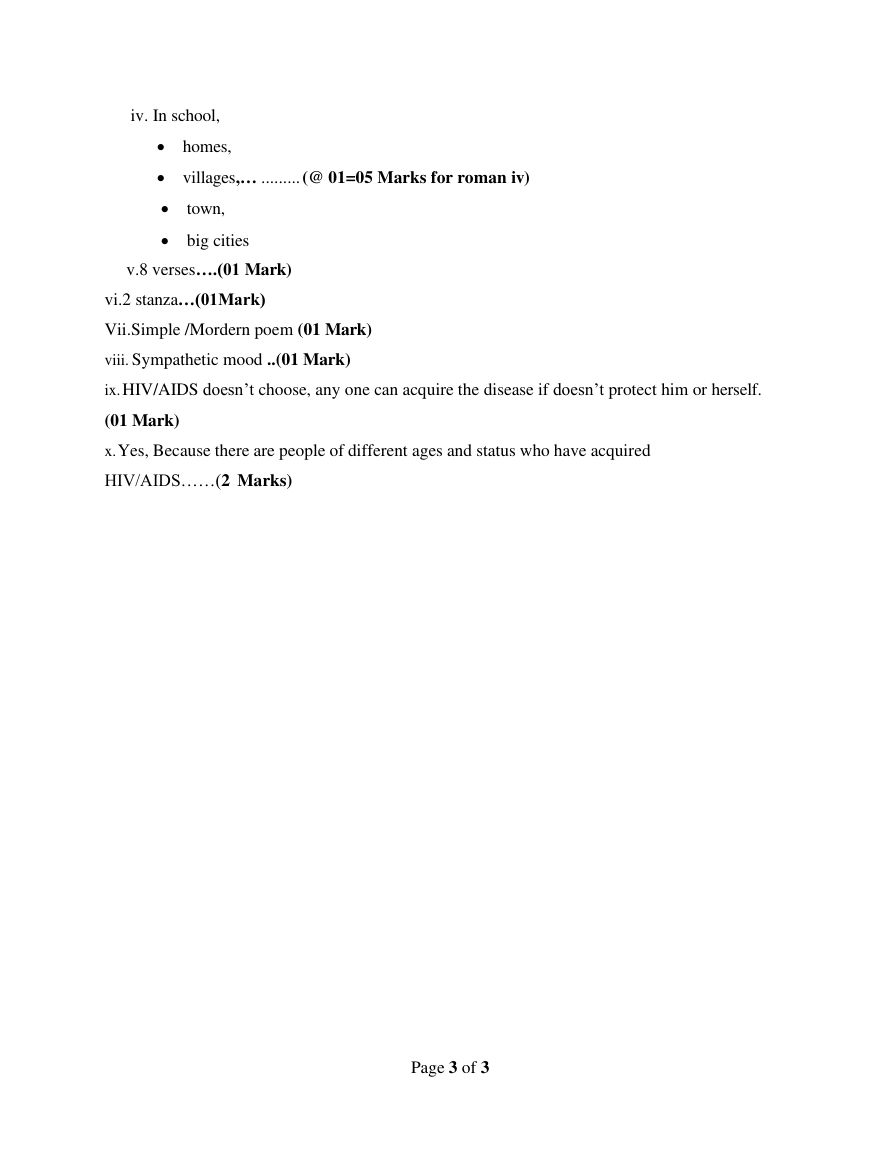 iv. In school,
• homes,
• villages,… .........(@ 01=05 Marks for roman iv)
• town,
• big cities
v.8 verses….(01 Mark)
vi.2 stanza…(01Mark)
Vii.Simple /Mordern poem (01 Mark)
viii. Sympathetic mood ..(01 Mark)
ix.HIV/AIDS doesn’t choose, any one can acquire the disease if doesn’t protect him or herself.
(01 Mark)
x.Yes, Because there are people of different ages and status who have acquired
HIV/AIDS……(2 Marks)
Page 3 of 3